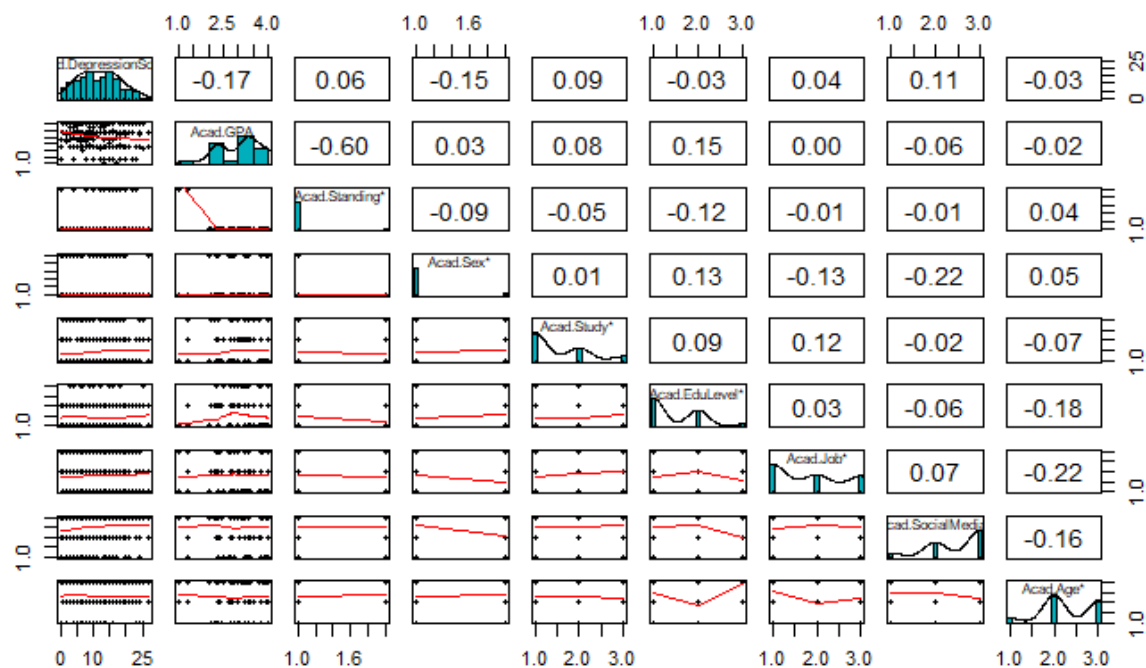 1.0 2.5 4.0 1.0 1.6 1.0 2.0 3.0 1.0 2.0 3.0
d.DepressionSc -0.17 0.06 -0.15 0.09 -0.03 0.04 0.11 -0.03 0 25
1.0 Acad.GPA -0.60 0.03 0.08 0.15 0.00 -0.06 -0.02
Acad.Standing* -0.09 -0.05 -0.12 -0.01 -0.01 0.04 1.0
1.0 Acad.Sex* 0.01 0.13 -0.13 -0.22 0.05
Acad.Study* 0.09 0.12 -0.02 -0.07 1.0
1.0 Acad.EduLevel* 0.03 -0.06 -0.18
Acad.Job* 0.07 -0.22 1.0
1.0 cad.SocialMedia -0.16
Acad.Age* 1.0
0 10 25 1.0 1.6 1.0 2.0 3.0 1.0 2.0 3.0 1.0 2.0 3.0